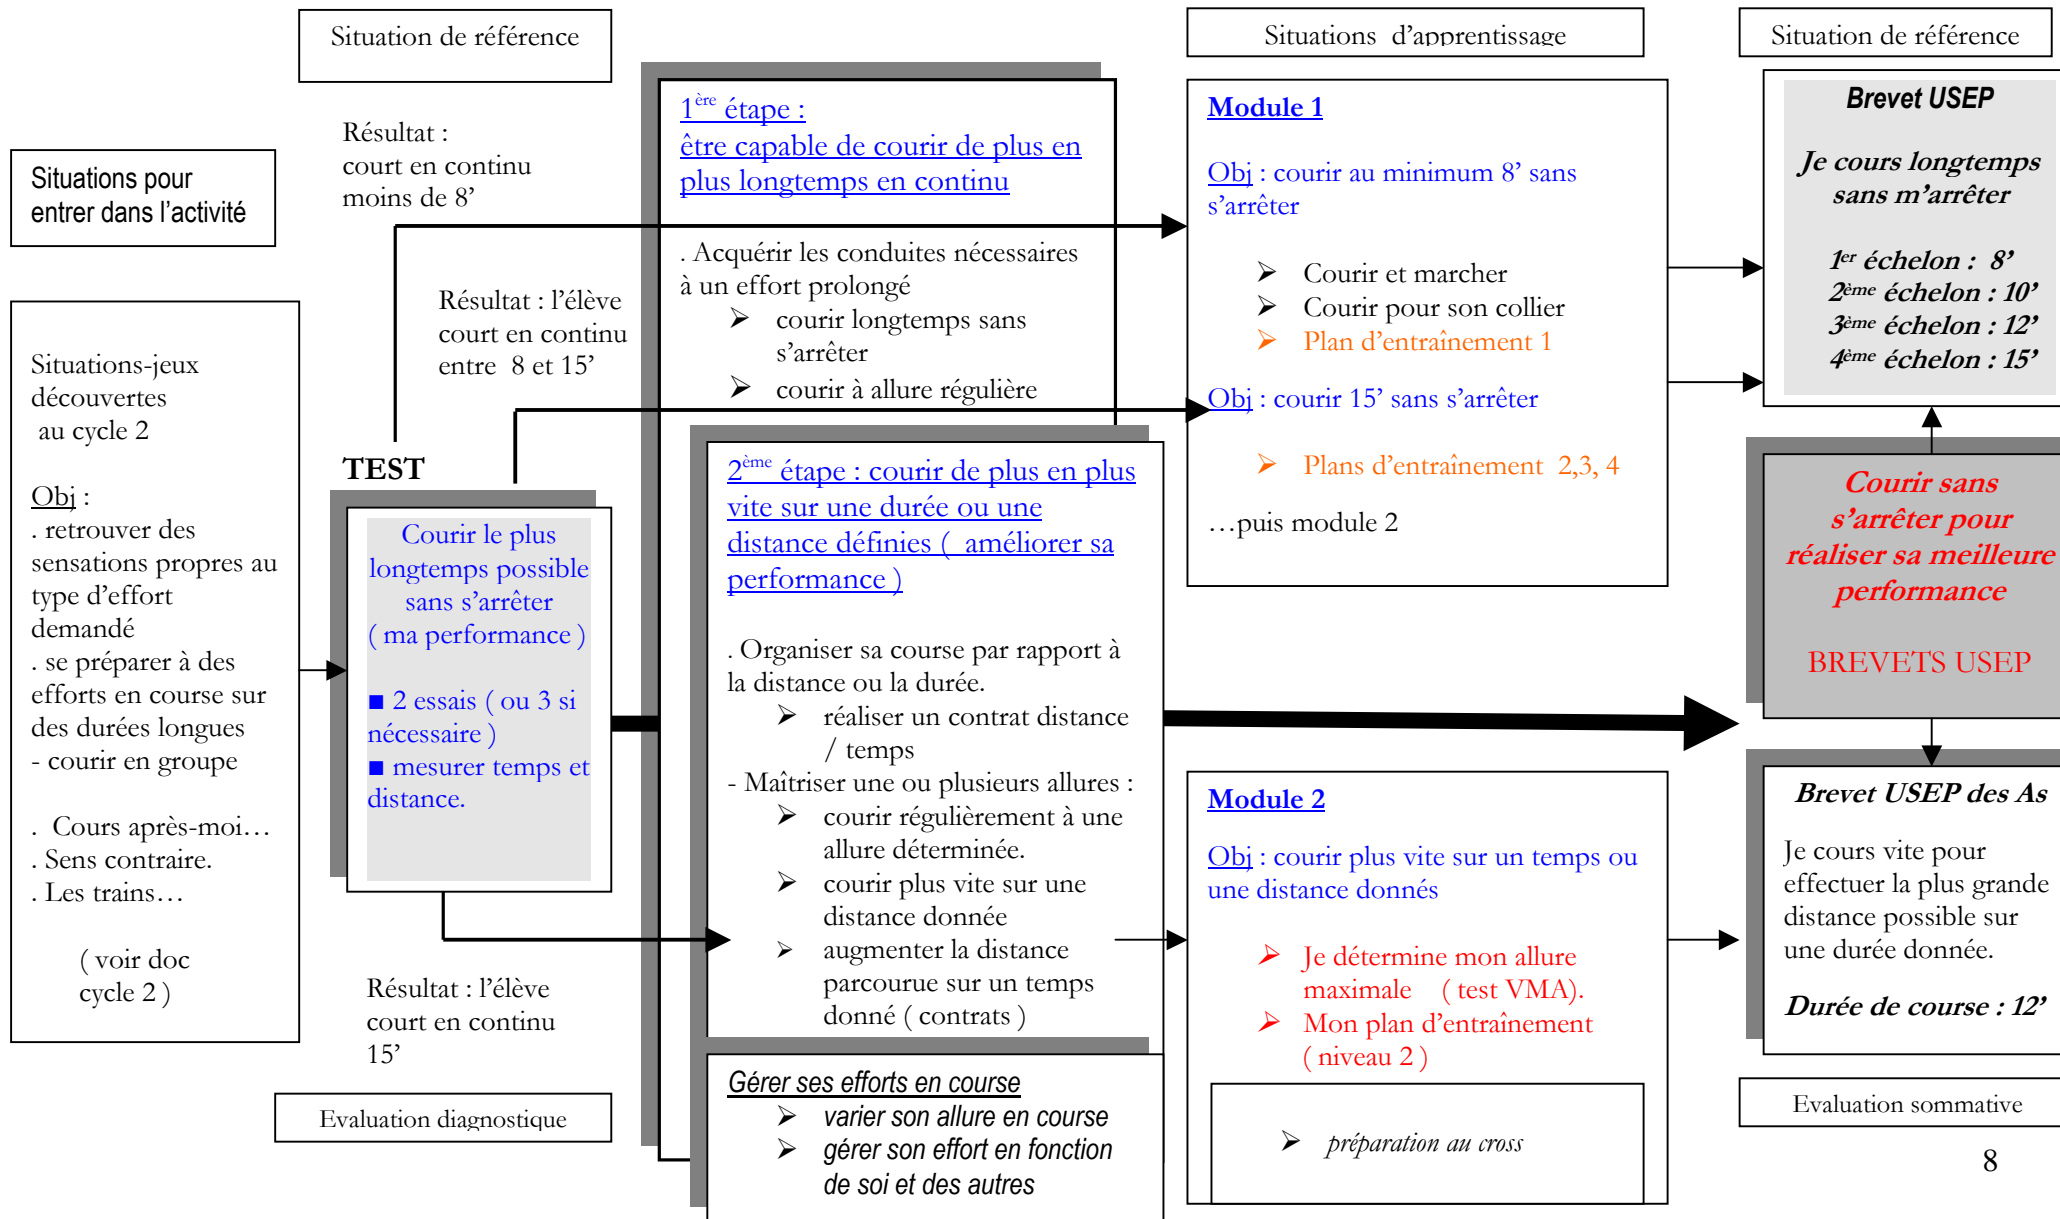 Situation de référence
Situations d'apprentissage
Situation de référence
Situations pour
entrer dans l'activité
Situations-jeux
découvertes
au cycle 2
Obj :
. retrouver des
sensations propres au
type d'effort
demandé
. se préparer à des
efforts en course sur
des durées longues
- courir en groupe
. Cours après-moi…
. Sens contraire.
. Les trains…
( voir doc
cycle 2 )
Résultat :
court en continu
moins de 8’
Résultat : l’élève
court en continu
entre 8 et 15’
TEST
Courir le plus
longtemps possible
sans s’arrêter
( ma performance )
■ 2 essais ( ou 3 si
nécessaire )
■ mesurer temps et
distance.
Résultat : l’élève
court en continu
15’
Evaluation diagnostique
1ère étape :
être capable de courir de plus en
plus longtemps en continu
. Acquérir les conduites nécessaires
à un effort prolongé
➢ courir longtemps sans
s’arrêter
➢ courir à allure régulière
2ème étape : courir de plus en plus
vite sur une durée ou une
distance définies ( améliorer sa
performance )
. Organiser sa course par rapport à
la distance ou la durée.
➢ réaliser un contrat distance
/ temps
- Maîtriser une ou plusieurs allures :
➢ courir régulièrement à une
allure déterminée.
➢ courir plus vite sur une
distance donnée
➢ augmenter la distance
parcourue sur un temps
donné ( contrats )
Gérer ses efforts en course
➢ varier son allure en course
➢ gérer son effort en fonction
de soi et des autres
Module 1
Obj : courir au minimum 8’ sans
s’arrêter
➢ Courir et marcher
➢ Courir pour son collier
➢ Plan d’entraînement 1
Obj : courir 15’ sans s’arrêter
➢ Plans d’entraînement 2,3, 4
…puis module 2
Module 2
Obj : courir plus vite sur un temps ou
une distance donnés
➢ Je détermine mon allure
maximale ( test VMA).
➢ Mon plan d’entraînement
( niveau 2 )
➢ préparation au cross
Brevet USEP
Je cours longtemps
sans m’arrêter
1er échelon : 8’
2ème échelon : 10’
3ème échelon : 12’
4ème échelon : 15’
Courir sans
s’arrêter pour
réaliser sa meilleure
performance
BREVETS USEP
Brevet USEP des As
Je cours vite pour
effectuer la plus grande
distance possible sur
une durée donnée.
Durée de course : 12’
Evaluation sommative
8